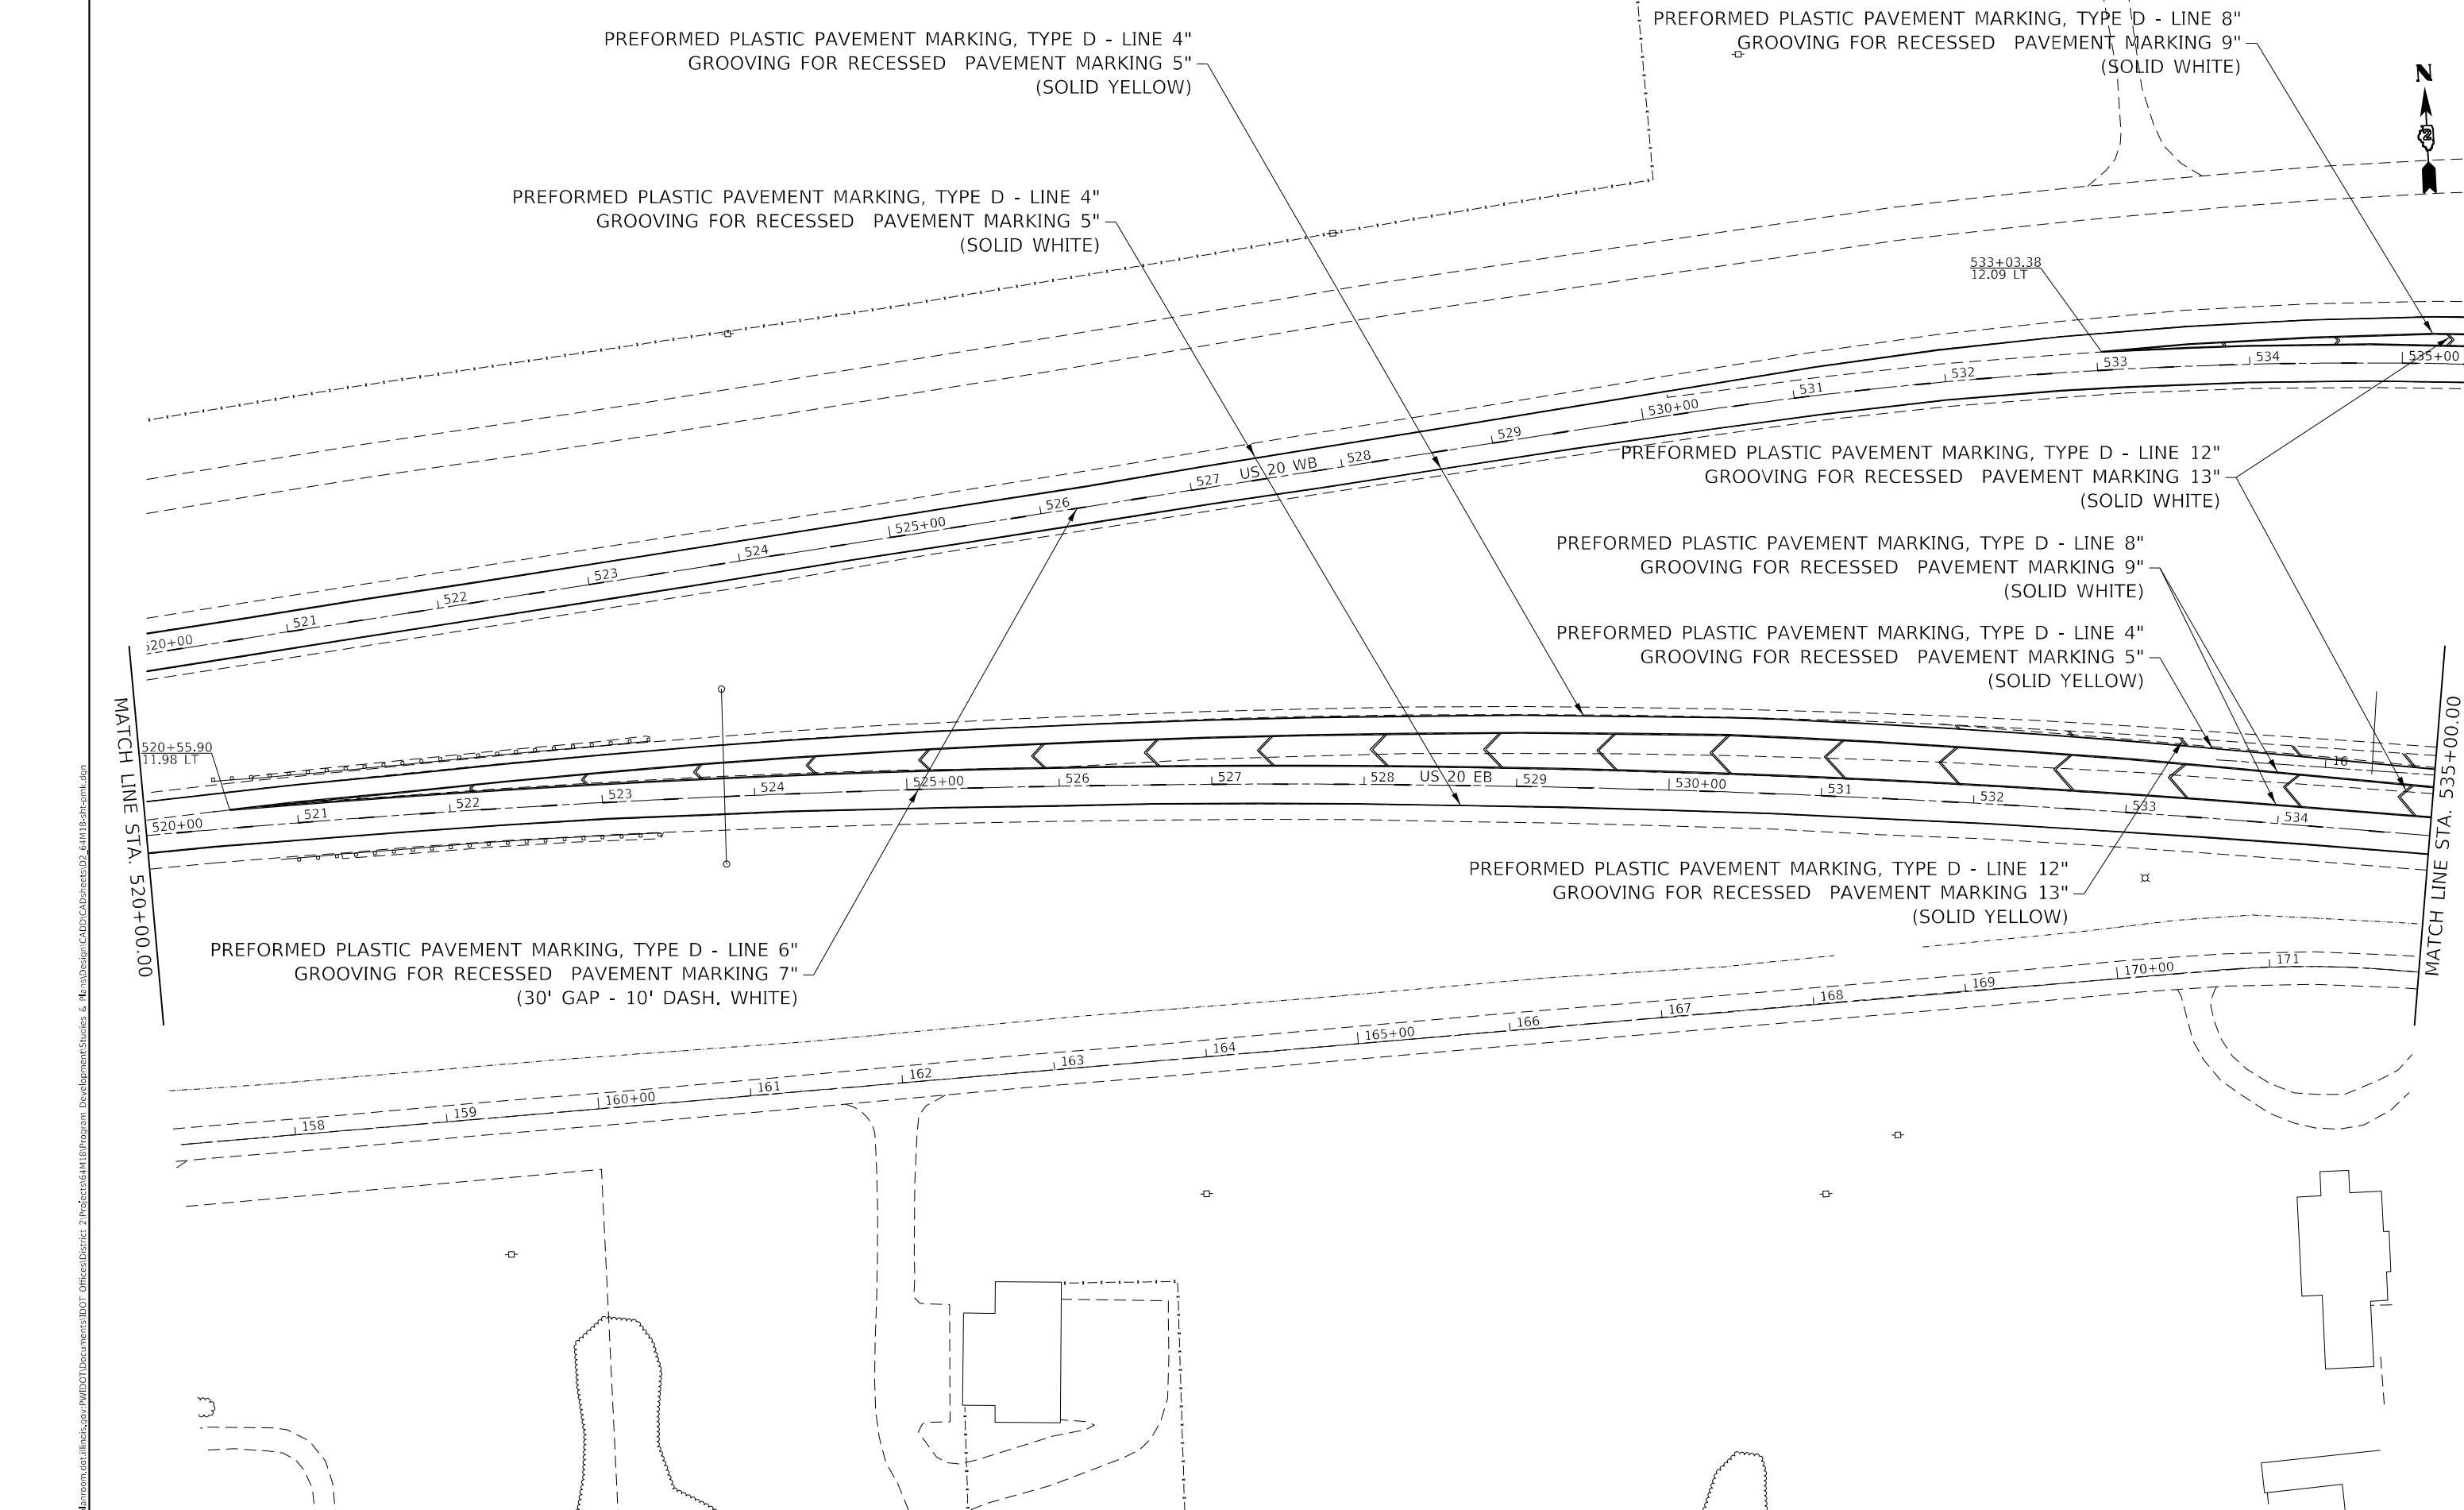 PREFORMED PLASTIC PAVEMENT MARKING, TYPE D - LINE 4"
GROOVING FOR RECESSED PAVEMENT MARKING 5"
(SOLID YELLOW)
PREFORMED PLASTIC PAVEMENT MARKING, TYPE D - LINE 8"
GROOVING FOR RECESSED PAVEMENT MARKING 9"
(SOLID WHITE)
N
2
PREFORMED PLASTIC PAVEMENT MARKING, TYPE D - LINE 4"
GROOVING FOR RECESSED PAVEMENT MARKING 5"
(SOLID WHITE)
533+03.38
12.09 LT
520+00
521
522
523
524
525+00
526
527
US 20 WB
528
529
530+00
531
532
533
534
535+00
PREFORMED PLASTIC PAVEMENT MARKING, TYPE D - LINE 12"
GROOVING FOR RECESSED PAVEMENT MARKING 13"
(SOLID WHITE)
PREFORMED PLASTIC PAVEMENT MARKING, TYPE D - LINE 8"
GROOVING FOR RECESSED PAVEMENT MARKING 9"
(SOLID WHITE)
PREFORMED PLASTIC PAVEMENT MARKING, TYPE D - LINE 4"
GROOVING FOR RECESSED PAVEMENT MARKING 5"
(SOLID YELLOW)
MATCH LINE STA. 520+00.00
520+55.90
11.98 LT
520+00
521
522
523
524
525+00
526
527
528
US 20 EB
529
530+00
531
532
533
534
16
MATCH LINE STA. 535+00.00
PREFORMED PLASTIC PAVEMENT MARKING, TYPE D - LINE 12"
GROOVING FOR RECESSED PAVEMENT MARKING 13"
(SOLID YELLOW)
PREFORMED PLASTIC PAVEMENT MARKING, TYPE D - LINE 6"
GROOVING FOR RECESSED PAVEMENT MARKING 7"
(30' GAP - 10' DASH. WHITE)
158
159
160+00
161
162
163
164
165+00
166
167
168
169
170+00
171